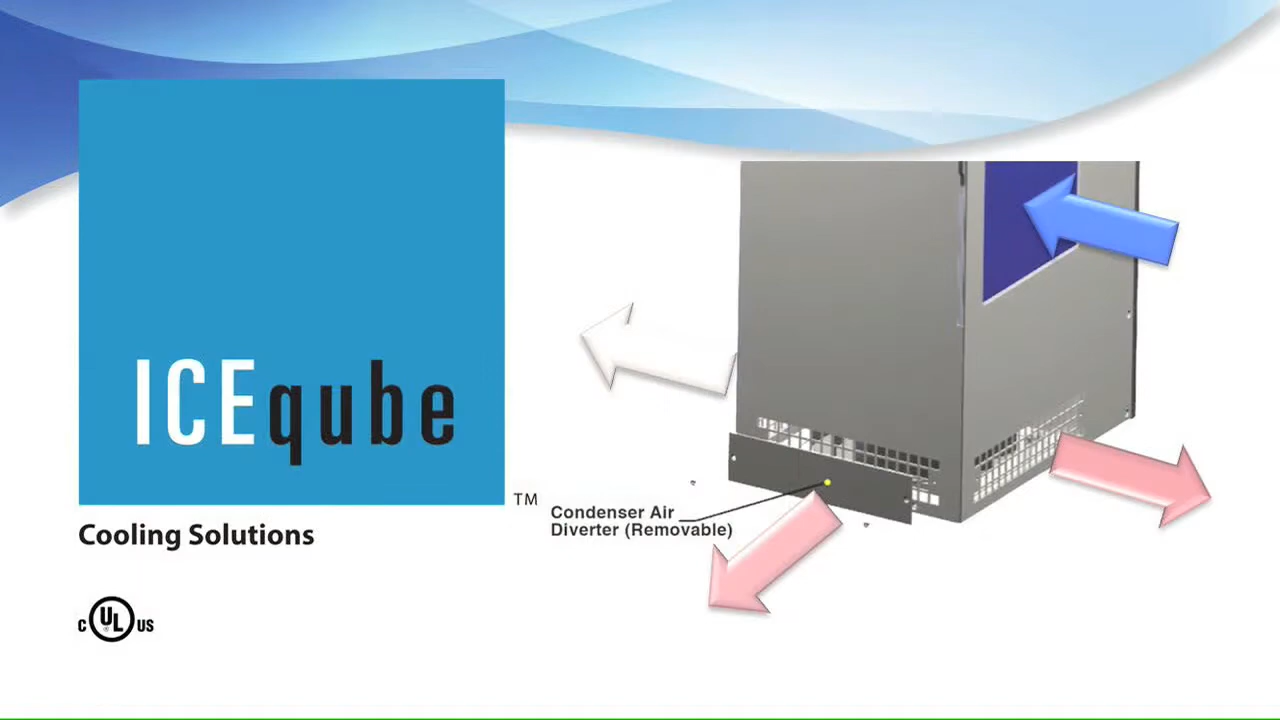 ICEqube
TM
Cooling Solutions
Condenser Air
Diverter (Removable)
C UL US